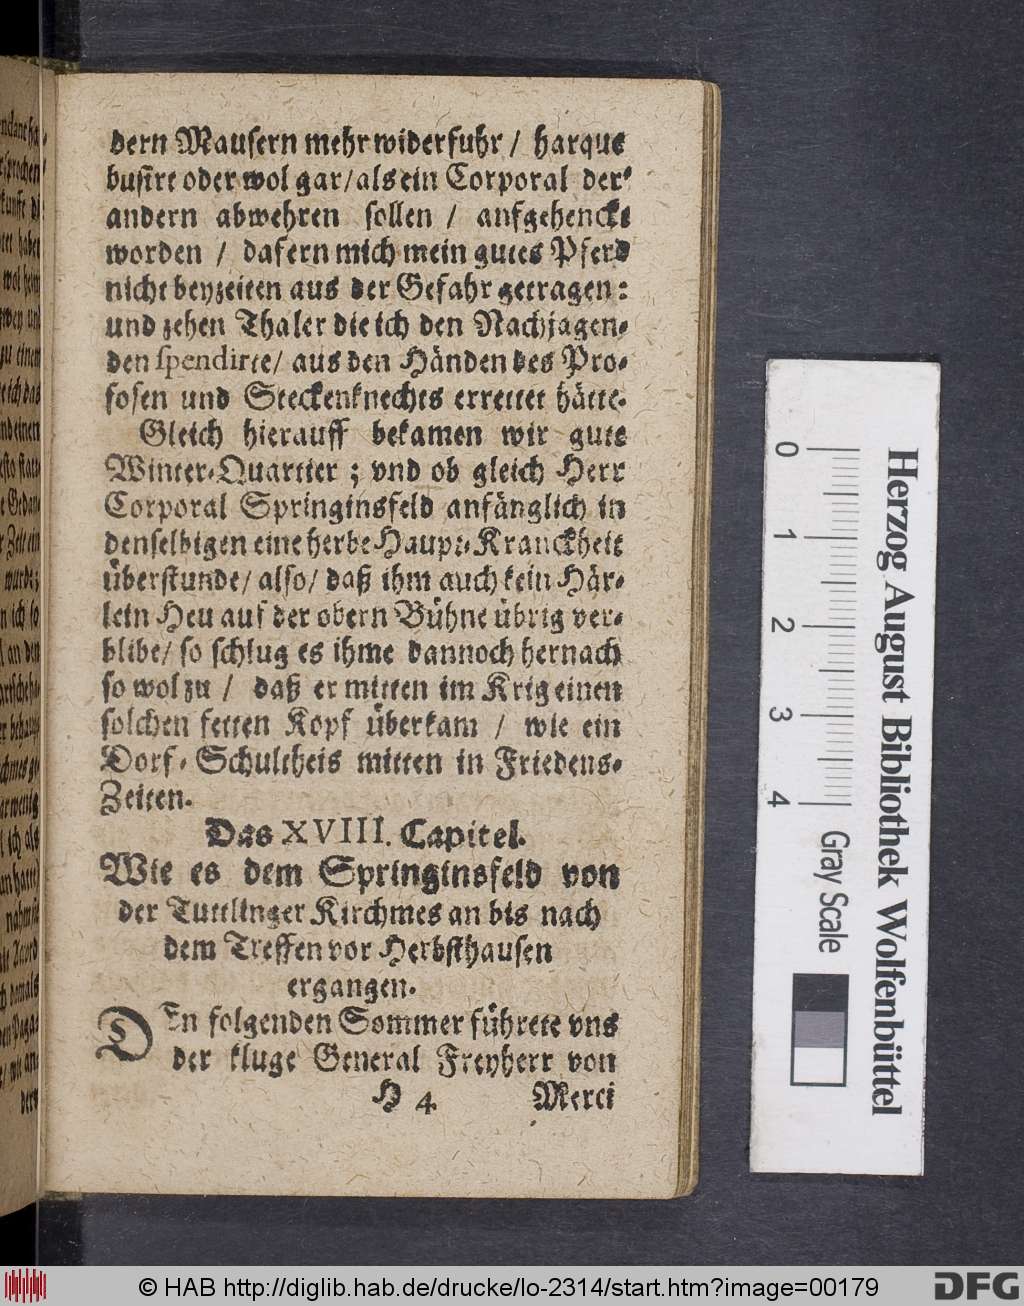 dern Mausern mehr widerfuhr / harque
busirt oder wol gar / als ein Corporal der
andern abwehren sollen / aufgehenckt
worden / dafern mich mein gutes Pferd
nicht beyzeiten aus der Gefahr getragen:
und zehen Thaler die ich den Nachjagen-
den spendirte / aus den Händen des Pro-
fosen und Steckenknechts errettet hätte.
Gleich hierauff bekamen wir gute
Winter-Quartier ; vnd ob gleich Herr
Corporal Springinsfeld anfänglich in
denselbigen eine herbe Haupt-Kranckheit
überstunde / also / daß ihm auch kein Här-
lein Heu auf der obern Bühne übrig ver-
blibe / so schlug es ihme dannoch hernach
so wol zu / daß er mitten im Krig einen
solchen fetten Kopf überkam / wie ein
Dorf-Schultheis mitten in Friedens-
Zeiten.
Das XVIII. Capitel.
Wie es dem Springinsfeld von
der Tuttlinger Kirchmes an bis nach
dem Treffen vor Herbsthausen
ergangen.
DEn folgenden Sommer führete vns
der kluge General Freyherr von
H 4 Merci
0 1 2 3 4
Gray Scale
Herzog August Bibliothek Wolfenbüttel
© HAB http://diglib.hab.de/drucke/lo-2314/start.htm?image=00179
DFG